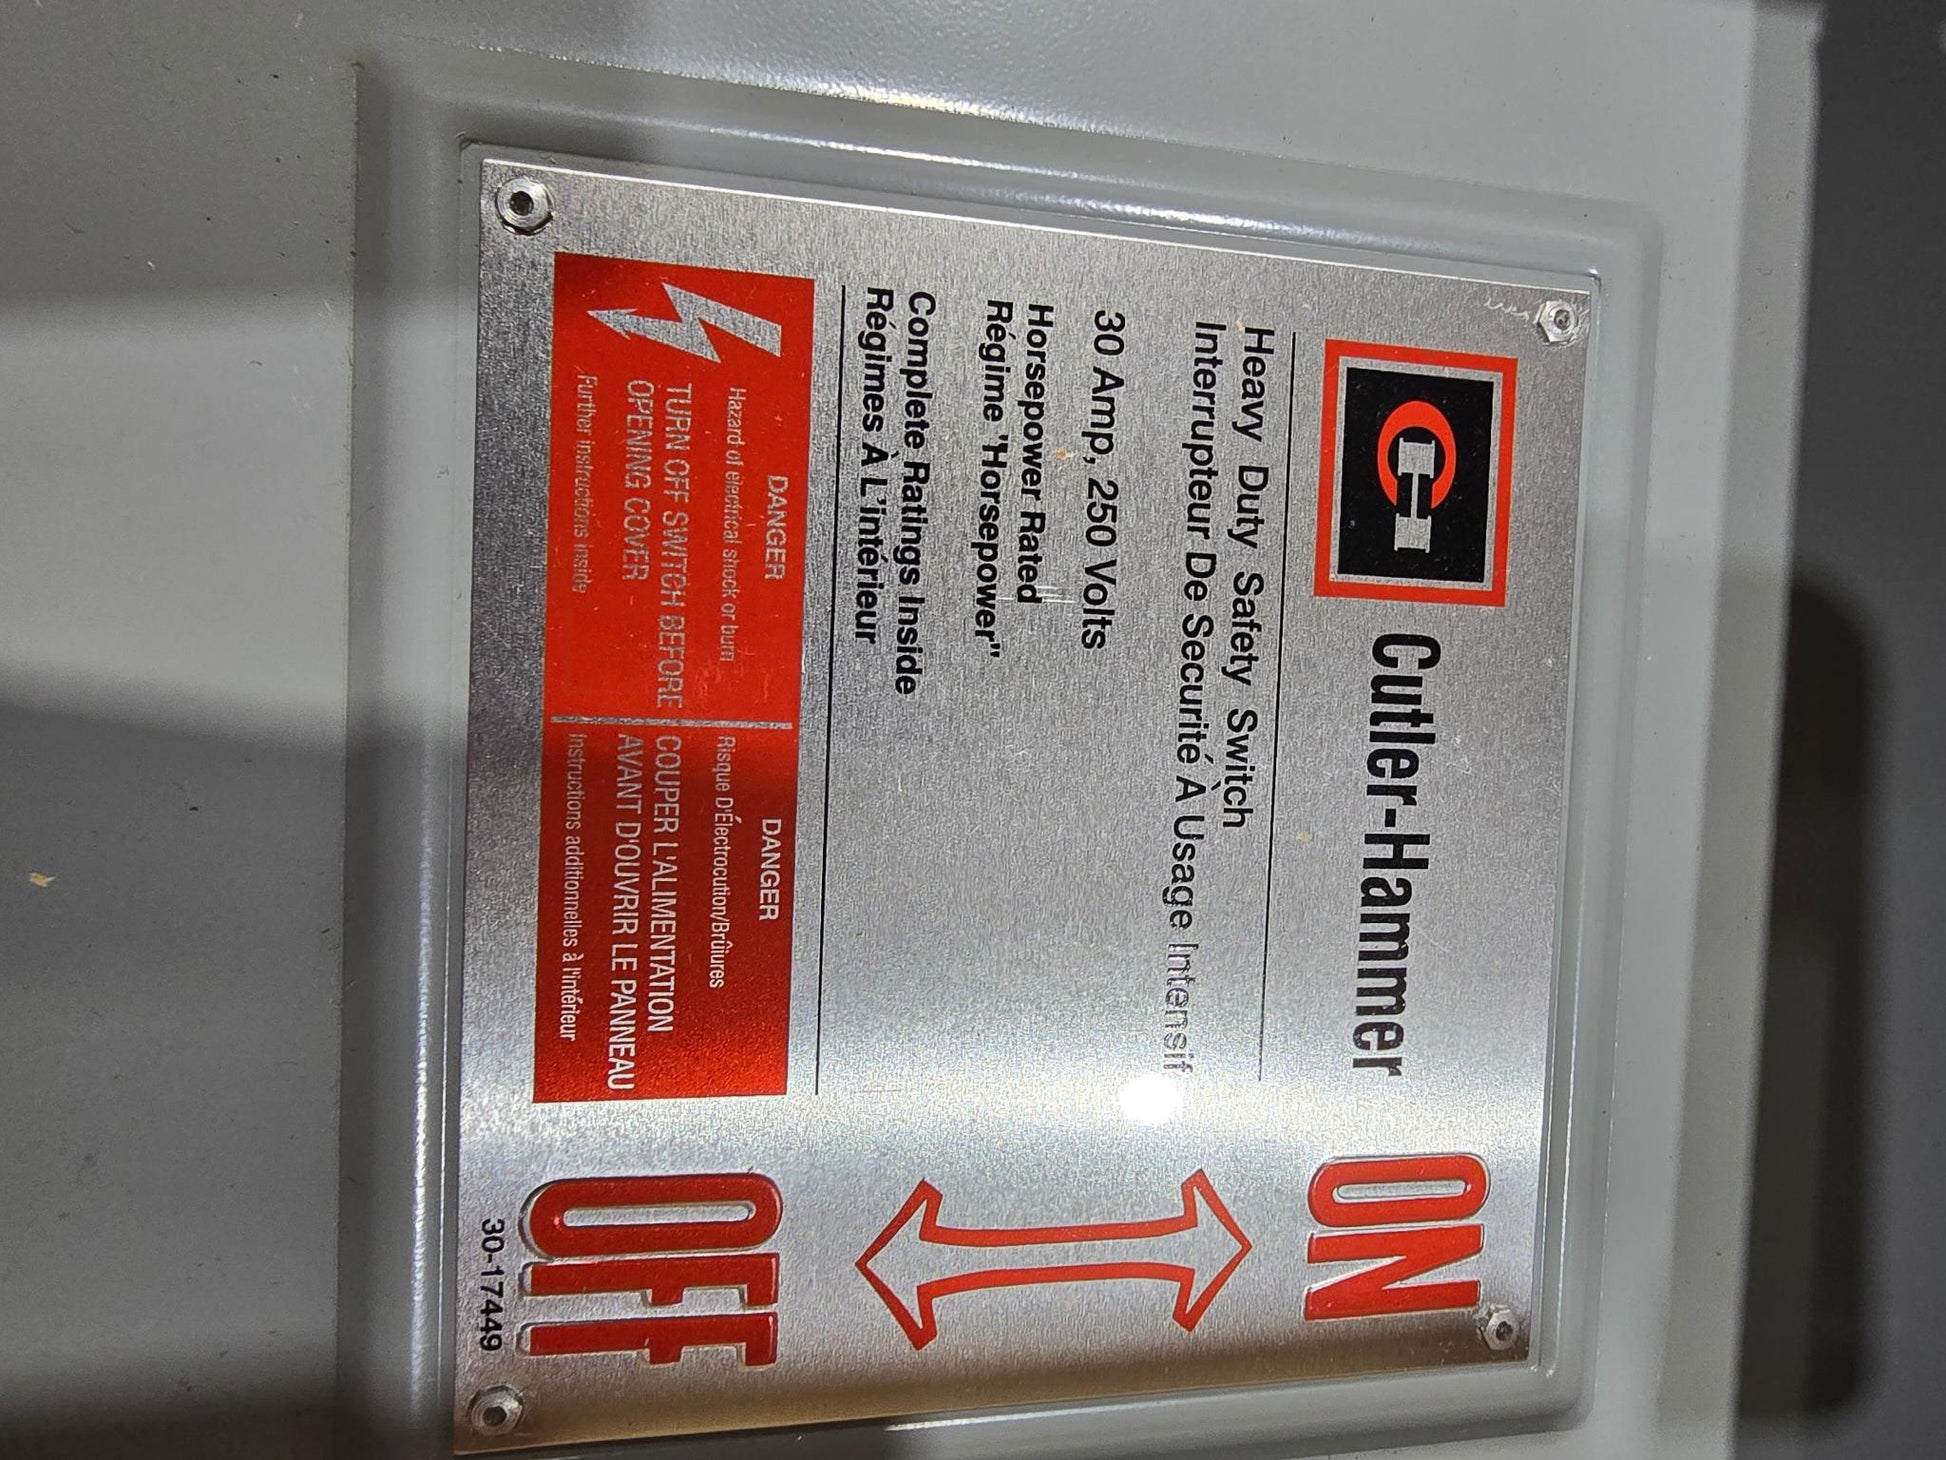 CH Cutler-Hammer
Heavy Duty Safety Switch
Interrupteur De Securité À Usage Intensif
30 Amp, 250 Volts
Horsepower Rated
Régime "Horsepower"
Complete Ratings Inside
Régimes À L'intérieur
DANGER
Hazard of electrical shock or burn
TURN OFF SWITCH BEFORE
OPENING COVER
Further instructions inside
DANGER
Risque D'Électrocution/Brûlures
COUPER L'ALIMENTATION
AVANT D'OUVRIR LE PANNEAU
Instructions additionnelles à l'intérieur
ON
OFF
30-17449